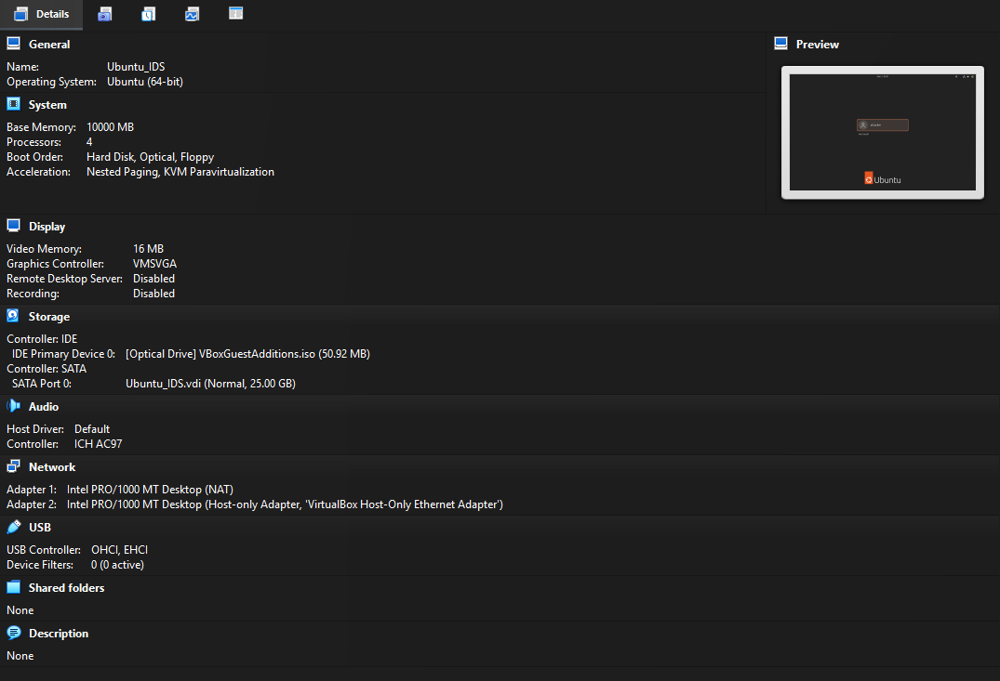 Details
General
Name: Ubuntu_IDS
Operating System: Ubuntu (64-bit)
System
Base Memory: 10000 MB
Processors: 4
Boot Order: Hard Disk, Optical, Floppy
Acceleration: Nested Paging, KVM Paravirtualization
Preview
Ubuntu
Display
Video Memory: 16 MB
Graphics Controller: VMSVGA
Remote Desktop Server: Disabled
Recording: Disabled
Storage
Controller: IDE
IDE Primary Device 0: [Optical Drive] VBoxGuestAdditions.iso (50.92 MB)
Controller: SATA
SATA Port 0: Ubuntu_IDS.vdi (Normal, 25.00 GB)
Audio
Host Driver: Default
Controller: ICH AC97
Network
Adapter 1: Intel PRO/1000 MT Desktop (NAT)
Adapter 2: Intel PRO/1000 MT Desktop (Host-only Adapter, 'VirtualBox Host-Only Ethernet Adapter')
USB
USB Controller: OHCI, EHCI
Device Filters: 0 (0 active)
Shared folders
None
Description
None